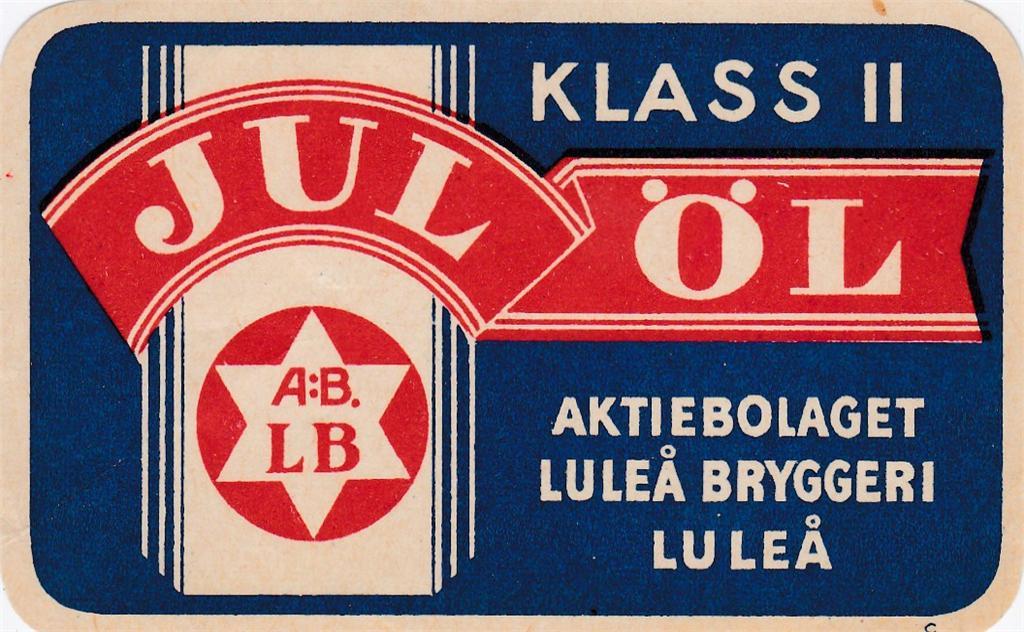 KLASS II
JUL ÖL
A:B.
LB
AKTIEBOLAGET
LULEÅ BRYGGERI
LULEÅ
C